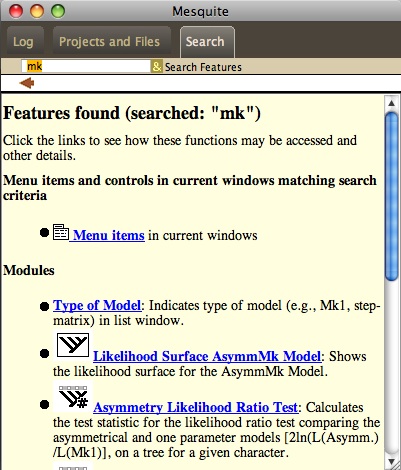 Mesquite
Log
Projects and Files
Search
mk
& Search Features
Features found (searched: "mk")
Click the links to see how these functions may be accessed and
other details.
Menu items and controls in current windows matching search
criteria
Menu items in current windows
Modules
Type of Model: Indicates type of model (e.g., Mk1, step-
matrix) in list window.
Likelihood Surface AsymmMk Model: Shows
the likelihood surface for the AsymmMk Model.
Asymmetry Likelihood Ratio Test: Calculates
the test statistic for the likelihood ratio test comparing the
asymmetrical and one parameter models [2ln(L(Asymm.)
/L(Mk1)], on a tree for a given character.